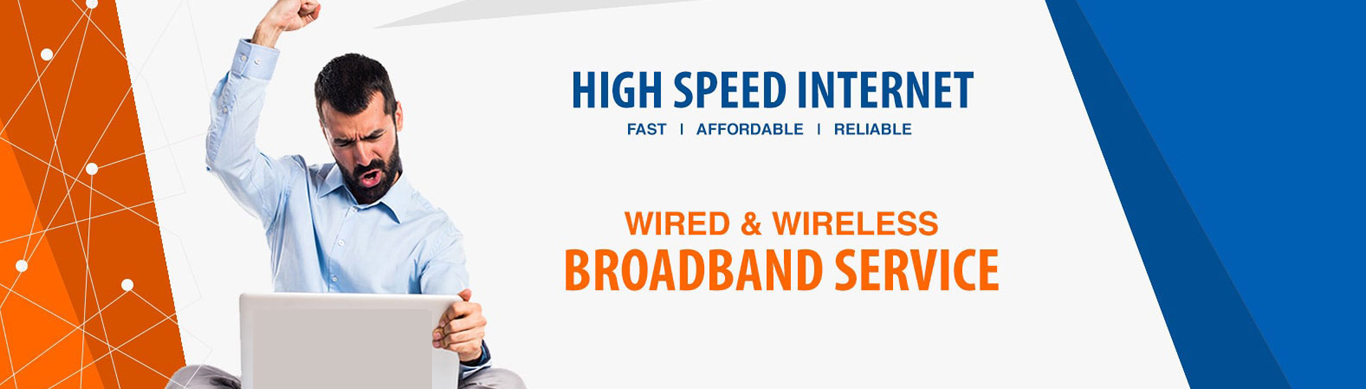 HIGH SPEED INTERNET
FAST | AFFORDABLE | RELIABLE
WIRED & WIRELESS
BROADBAND SERVICE